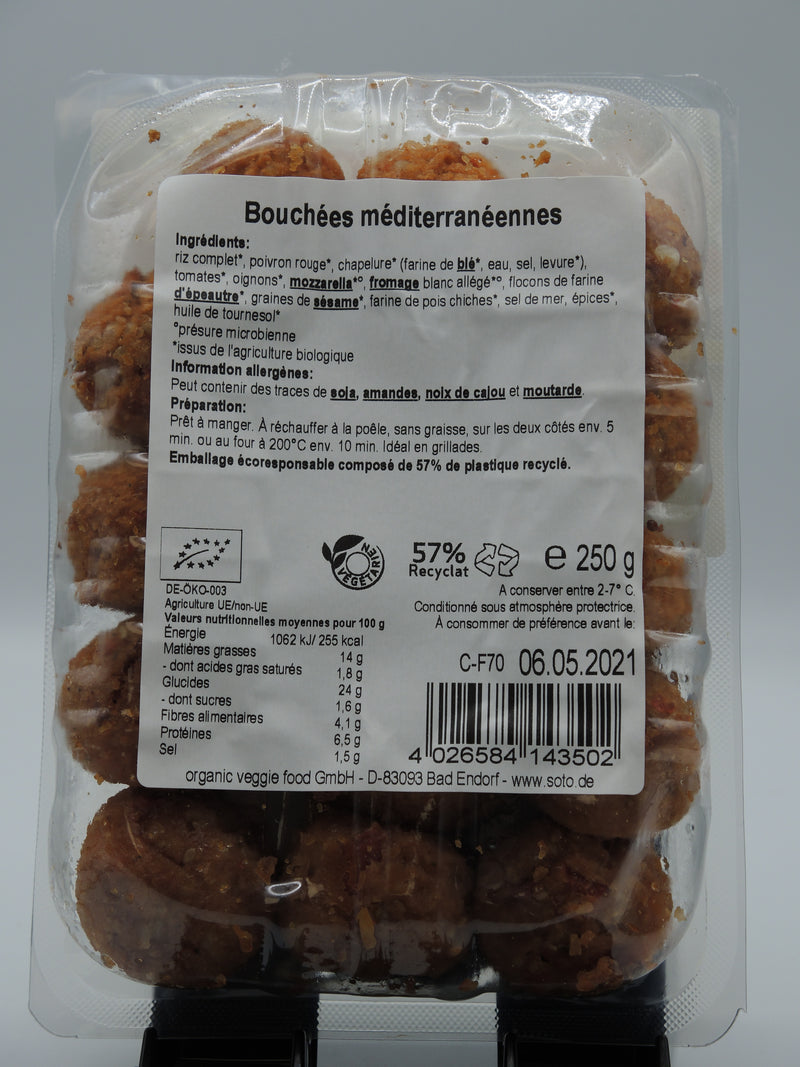 Bouchées méditerranéennes
Ingrédients:
riz complet*, poivron rouge*, chapelure* (farine de blé*, eau, sel, levure*),
tomates*, oignons*, mozzarella*°, fromage blanc allégé*°, flocons de farine
d'épeautre*, graines de sésame*, farine de pois chiches*, sel de mer, épices*,
huile de tournesol*
°présure microbienne
*issus de l'agriculture biologique
Information allergènes:
Peut contenir des traces de soja, amandes, noix de cajou et moutarde.
Préparation:
Prêt à manger. À réchauffer à la poêle, sans graisse, sur les deux côtés env. 5
min. ou au four à 200°C env. 10 min. Idéal en grillades.
Emballage écoresponsable composé de 57% de plastique recyclé.
VEGETARIEN
57%
Recyclat
e 250 g
DE-ÖKO-003
Agriculture UE/non-UE
A conserver entre 2-7° C.
Conditionné sous atmosphère protectrice.
À consommer de préférence avant le:
C-F70 06.05.2021
Valeurs nutritionnelles moyennes pour 100 g
Énergie 1062 kJ/ 255 kcal
Matières grasses 14 g
- dont acides gras saturés 1,8 g
Glucides 24 g
- dont sucres 1,6 g
Fibres alimentaires 4,1 g
Protéines 6,5 g
Sel 1,5 g
4 026584 143502
organic veggie food GmbH - D-83093 Bad Endorf - www.soto.de